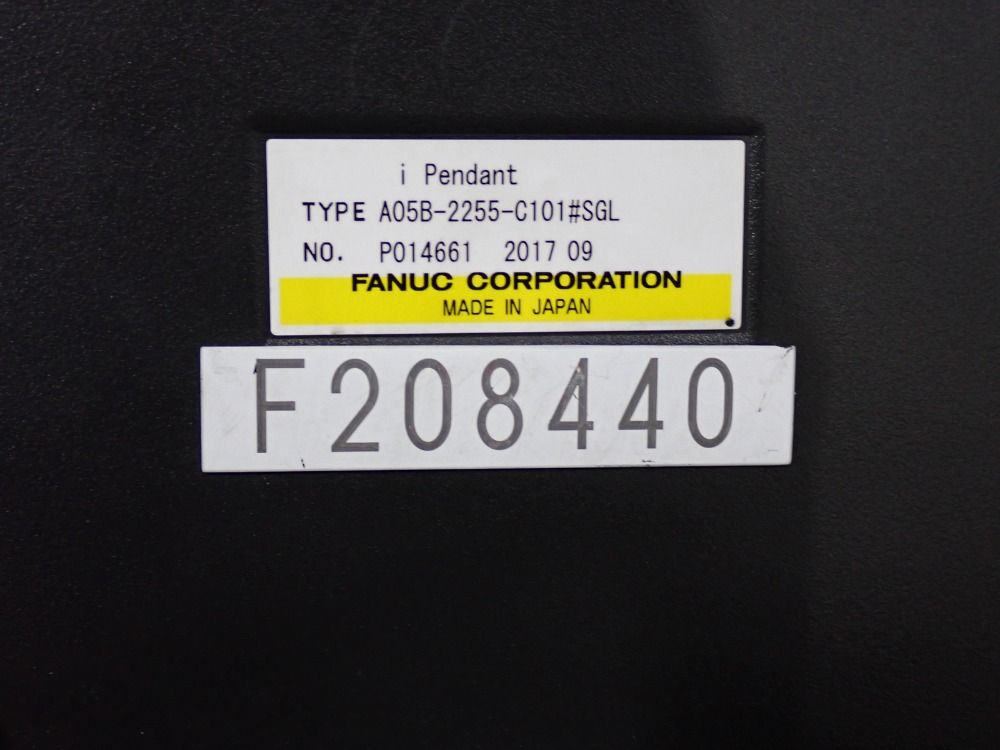 i Pendant
TYPE A05B-2255-C101#SGL
NO. P014661 2017 09
FANUC CORPORATION
MADE IN JAPAN
F208440